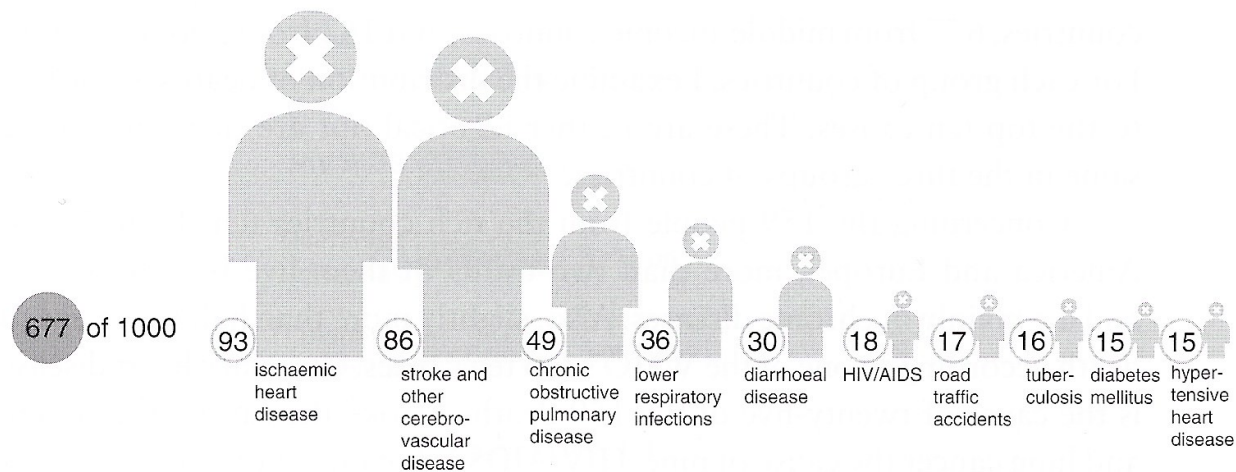 677 of 1000
93
ischaemic
heart
disease
86
stroke and
other
cerebro-
vascular
disease
49
chronic
obstructive
pulmonary
disease
36
lower
respiratory
infections
30
diarrhoeal
disease
18
HIV/AIDS
17
road
traffic
accidents
16
tuber-
culosis
15
diabetes
mellitus
15
hyper-
tensive
heart
disease